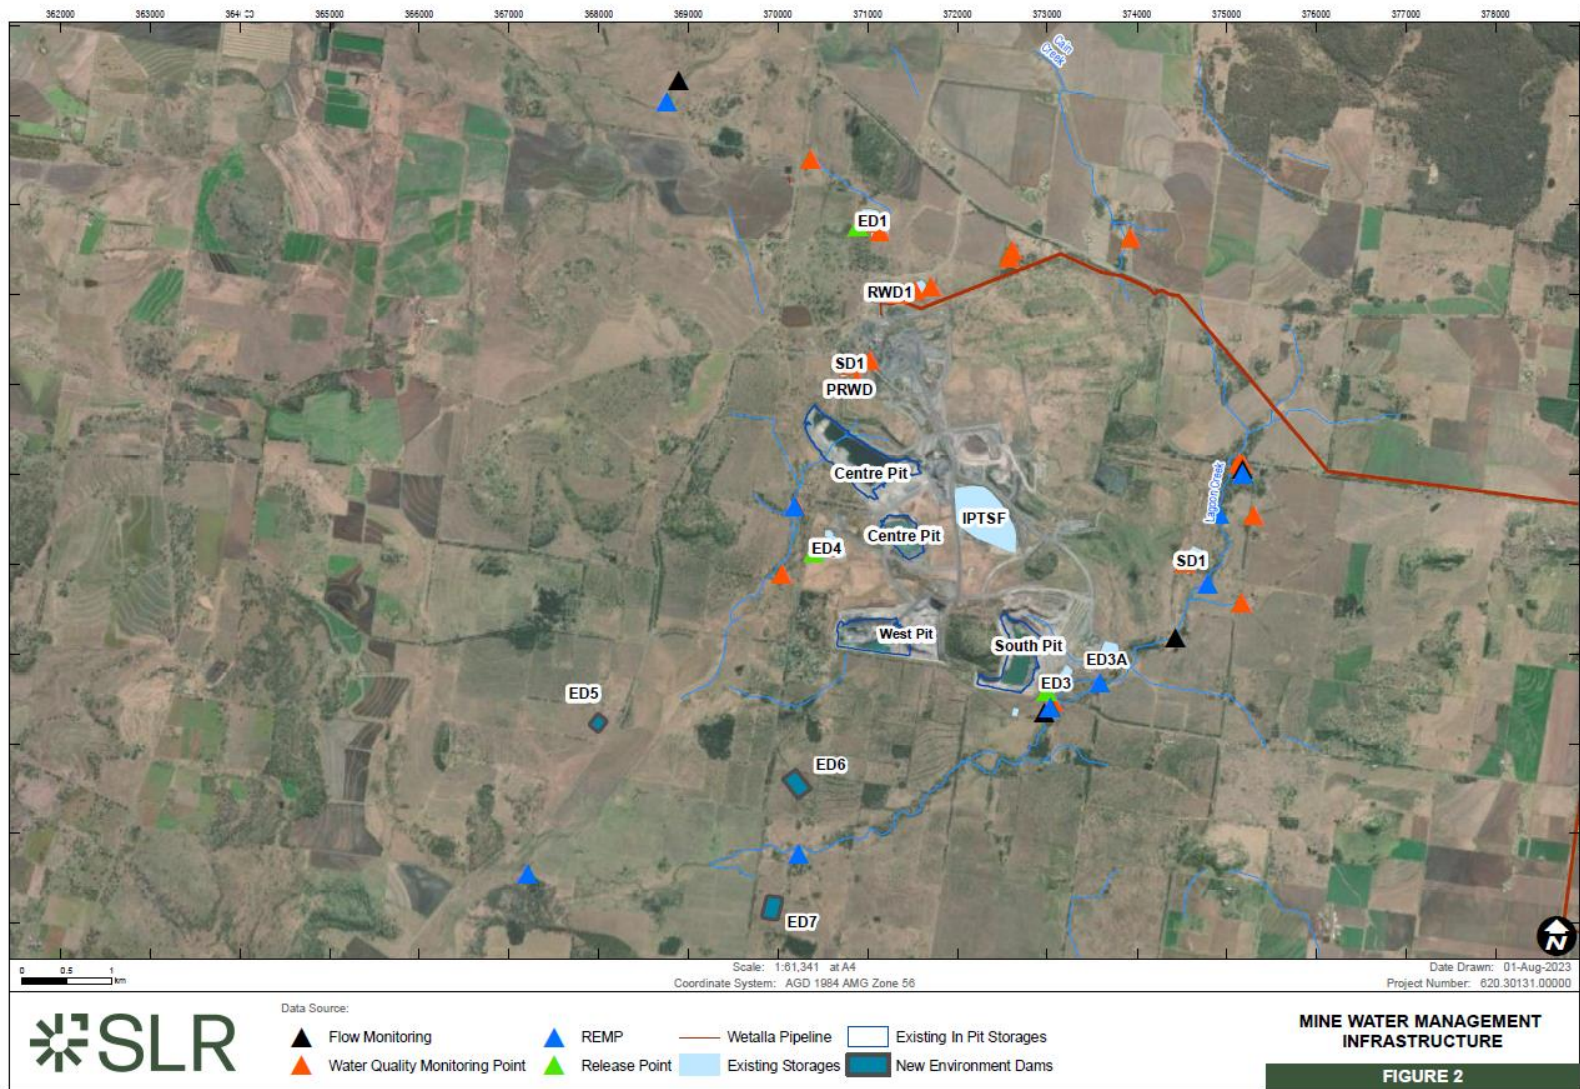 362000 363000 364000 365000 366000 367000 368000 369000 370000 371000 372000 373000 374000 375000 376000 377000 378000
Cain
Creek
ED1
RWD1
SD1
PRWD
Centre Pit
Lagoon Creek
IPTSF
Centre Pit
ED4
SD1
West Pit
South Pit
ED3A
ED3
ED5
ED6
ED7
N
0 0.5 1
km
Scale: 1:61,341 at A4
Coordinate System: AGD 1984 AMG Zone 56
Date Drawn: 01-Aug-2023
Project Number: 620.30131.00000
SLR
Data Source:
Flow Monitoring
REMP
Wetalla Pipeline
Existing In Pit Storages
Water Quality Monitoring Point
Release Point
Existing Storages
New Environment Dams
MINE WATER MANAGEMENT
INFRASTRUCTURE
FIGURE 2